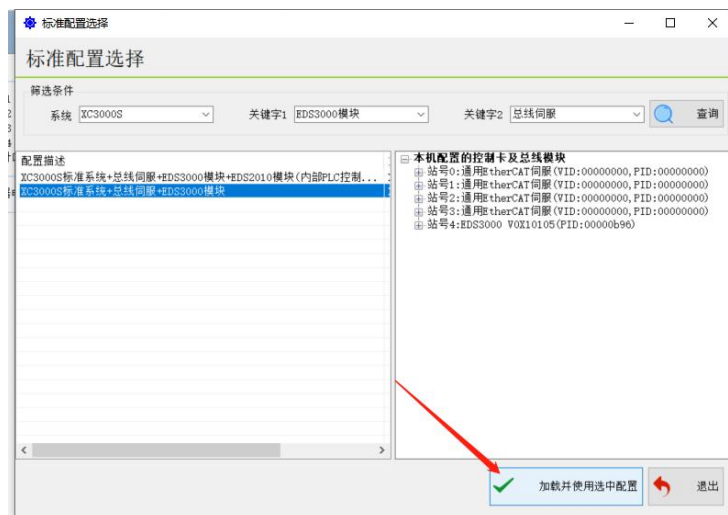 标准配置选择
标准配置选择
筛选条件
系统 XC3000S 关键字1 EDS3000模块 关键字2 总线伺服 查询
配置描述
XC3000S标准系统+总线伺服+EDS3000模块+EDS2010模块(内部PLC控制...
XC3000S标准系统+总线伺服+EDS3000模块
本机配置的控制卡及总线模块
站号0:通用EtherCAT伺服(VID:00000000,PID:00000000)
站号1:通用EtherCAT伺服(VID:00000000,PID:00000000)
站号2:通用EtherCAT伺服(VID:00000000,PID:00000000)
站号3:通用EtherCAT伺服(VID:00000000,PID:00000000)
站号4:EDS3000 V0X10105(PID:00000b96)
加载并使用选中配置 退出